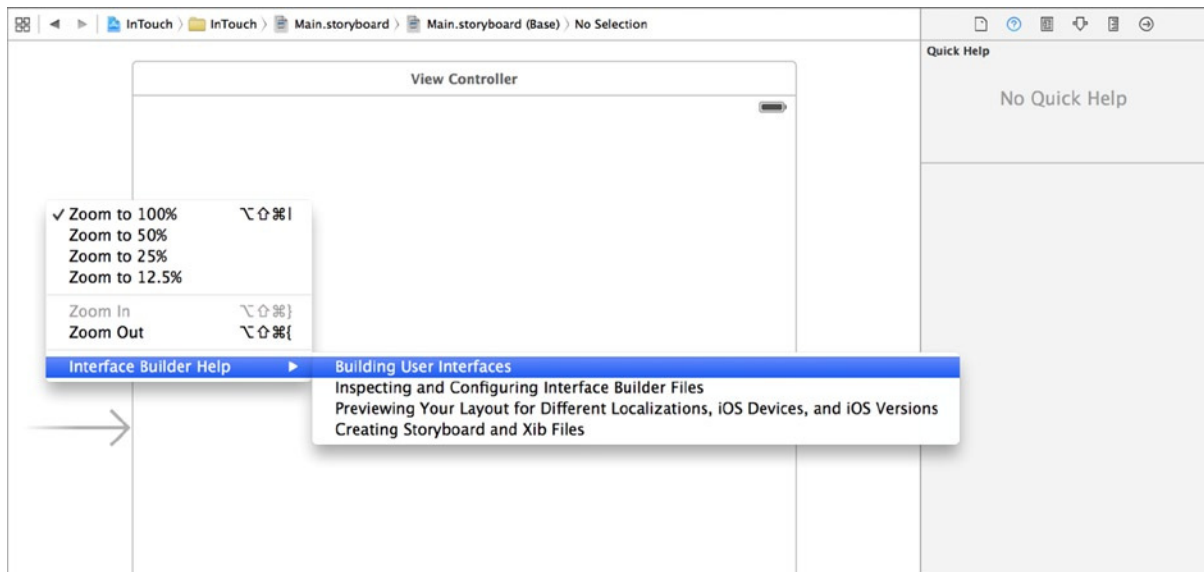 InTouch InTouch Main.storyboard Main.storyboard (Base) No Selection
Quick Help
View Controller
No Quick Help
✓ Zoom to 100% ⌥⇧⌘|
Zoom to 50%
Zoom to 25%
Zoom to 12.5%
Zoom In ⌥⇧⌘}
Zoom Out ⌥⇧⌘{
Interface Builder Help ▶
Building User Interfaces
Inspecting and Configuring Interface Builder Files
Previewing Your Layout for Different Localizations, iOS Devices, and iOS Versions
Creating Storyboard and Xib Files